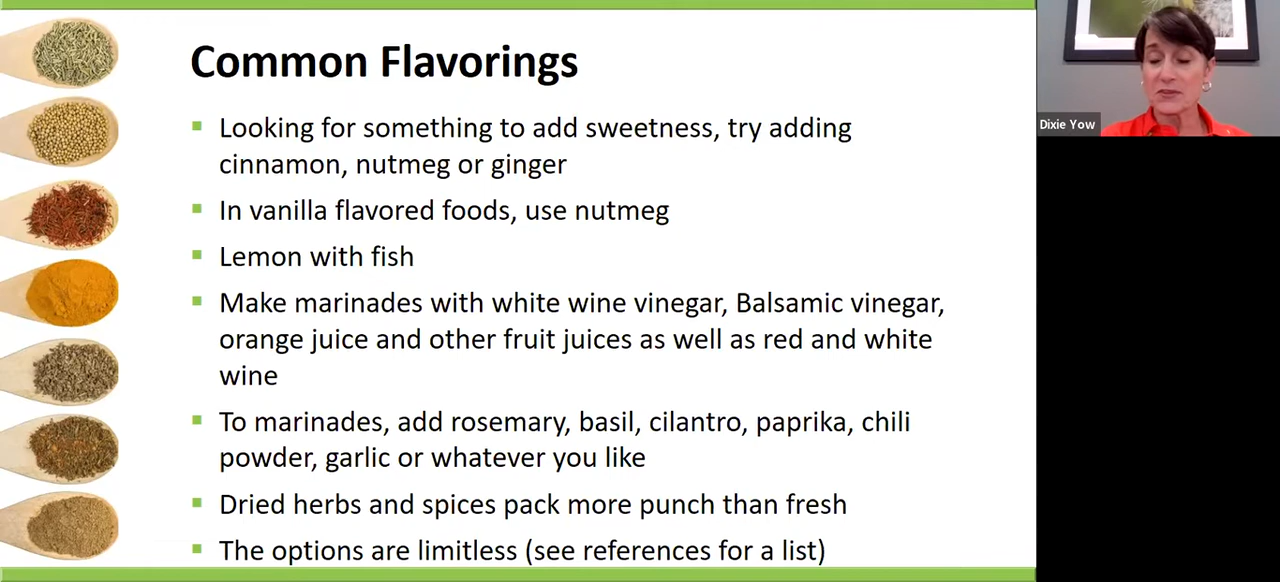 Common Flavorings
Looking for something to add sweetness, try adding
cinnamon, nutmeg or ginger
In vanilla flavored foods, use nutmeg
Lemon with fish
Make marinades with white wine vinegar, Balsamic vinegar,
orange juice and other fruit juices as well as red and white
wine
To marinades, add rosemary, basil, cilantro, paprika, chili
powder, garlic or whatever you like
Dried herbs and spices pack more punch than fresh
The options are limitless (see references for a list)
Dixie Yow